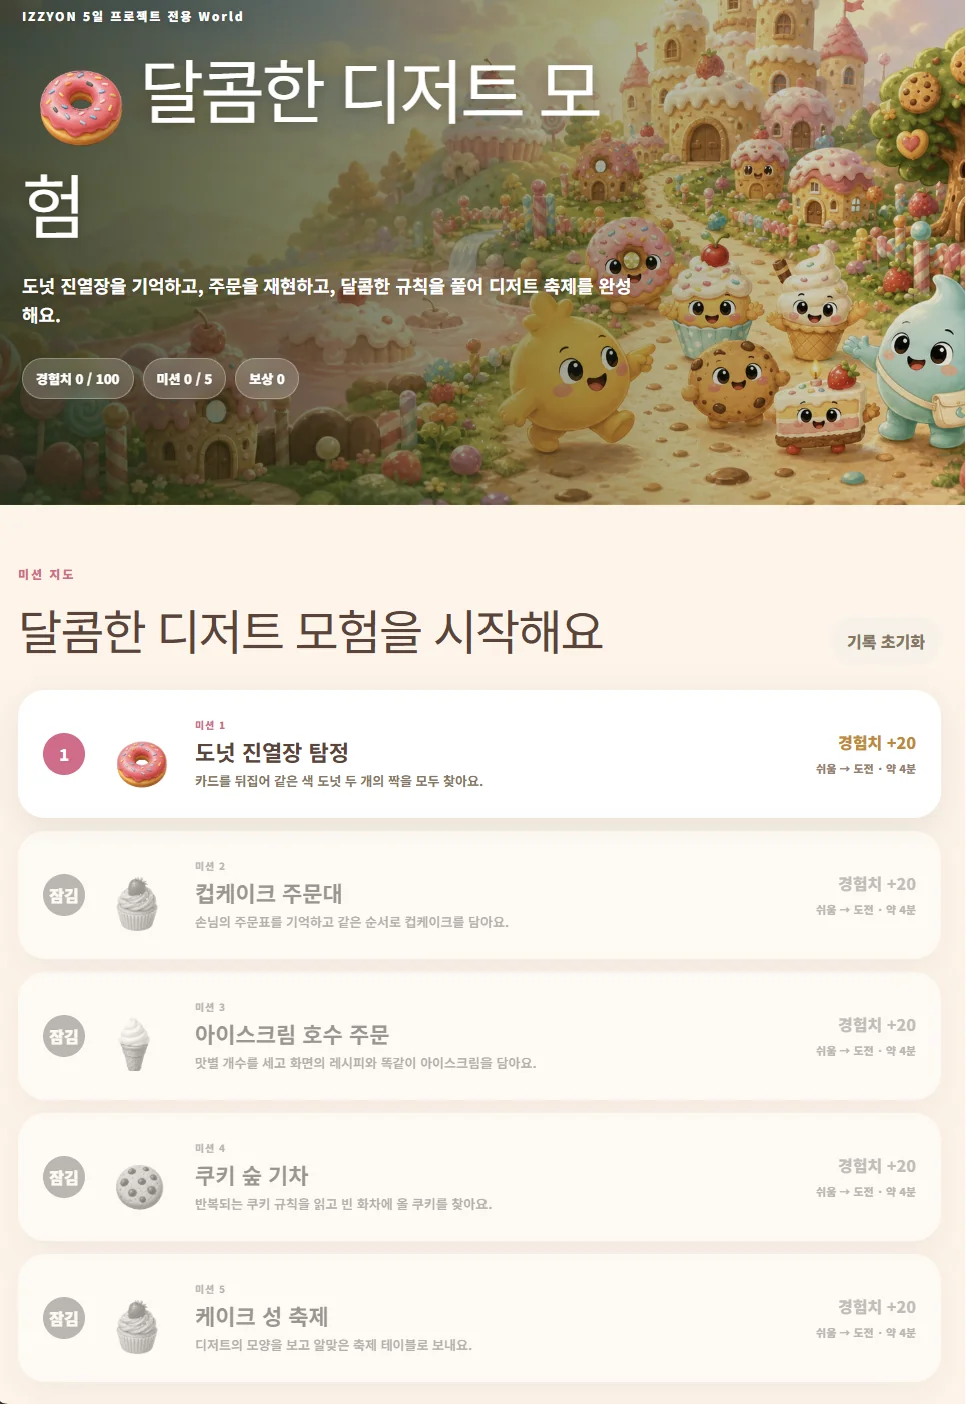 IZZYON 5일 프로젝트 전용 World
달콤한 디저트 모
험
도넛 진열장을 기억하고, 주문을 재현하고, 달콤한 규칙을 풀어 디저트 축제를 완성
해요.
경험치 0 / 100
미션 0 / 5
보상 0
미션 지도
달콤한 디저트 모험을 시작해요
기록 초기화
1
미션 1
도넛 진열장 탐정
카드를 뒤집어 같은 색 도넛 두 개의 짝을 모두 찾아요.
경험치 +20
쉬움 → 도전 · 약 4분
잠김
미션 2
컵케이크 주문대
손님의 주문표를 기억하고 같은 순서로 컵케이크를 담아요.
경험치 +20
쉬움 → 도전 · 약 4분
잠김
미션 3
아이스크림 호수 주문
맛별 개수를 세고 화면의 레시피와 똑같이 아이스크림을 담아요.
경험치 +20
쉬움 → 도전 · 약 4분
잠김
미션 4
쿠키 숲 기차
반복되는 쿠키 규칙을 읽고 빈 화차에 올 쿠키를 찾아요.
경험치 +20
쉬움 → 도전 · 약 4분
잠김
미션 5
케이크 성 축제
디저트의 모양을 보고 알맞은 축제 테이블로 보내요.
경험치 +20
쉬움 → 도전 · 약 4분